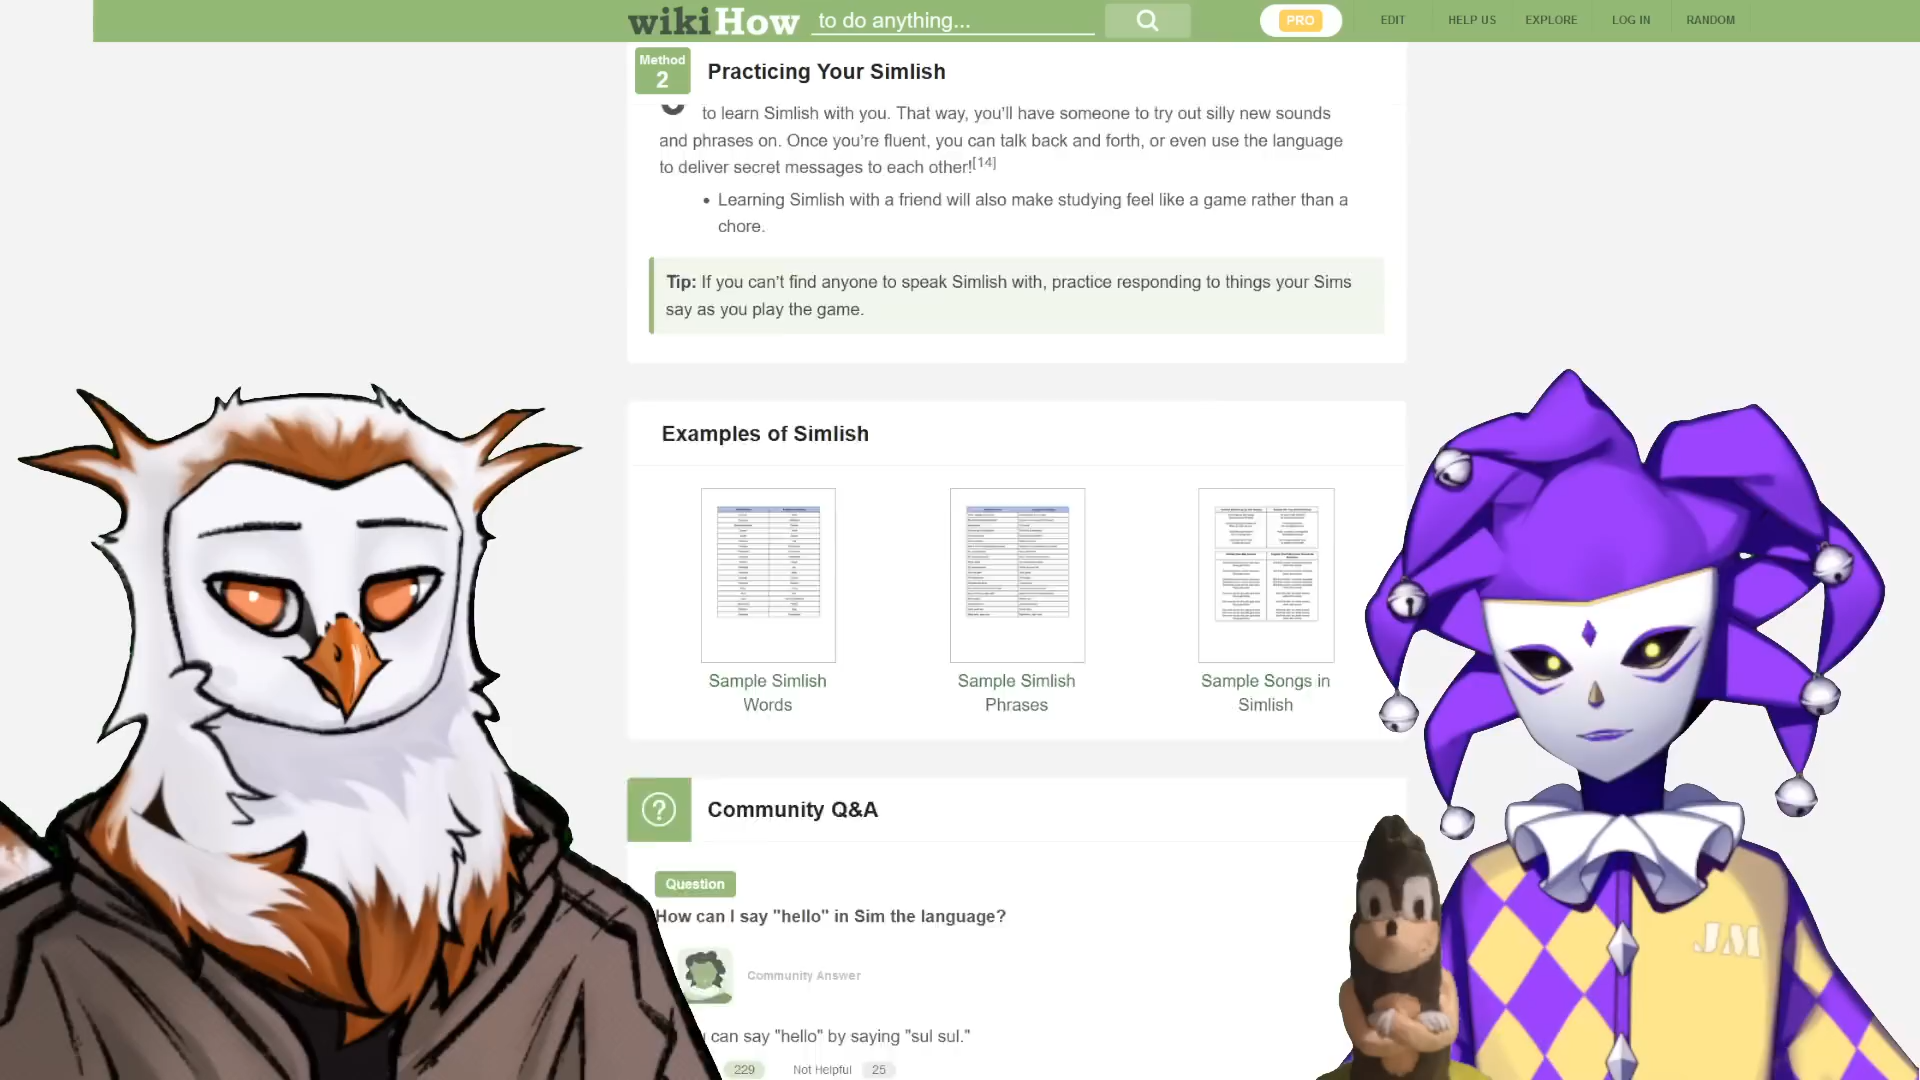 wikiHow to do anything...
PRO
EDIT
HELP US
EXPLORE
LOG IN
RANDOM
Method
2
Practicing Your Simlish
to learn Simlish with you. That way, you’ll have someone to try out silly new sounds
and phrases on. Once you’re fluent, you can talk back and forth, or even use the language
to deliver secret messages to each other![14]
• Learning Simlish with a friend will also make studying feel like a game rather than a
chore.
Tip: If you can’t find anyone to speak Simlish with, practice responding to things your Sims
say as you play the game.
Examples of Simlish
Sample Simlish
Words
Sample Simlish
Phrases
Sample Songs in
Simlish
?
Community Q&A
Question
How can I say "hello" in Sim the language?
Community Answer
can say "hello" by saying "sul sul."
229
Not Helpful 25
JM